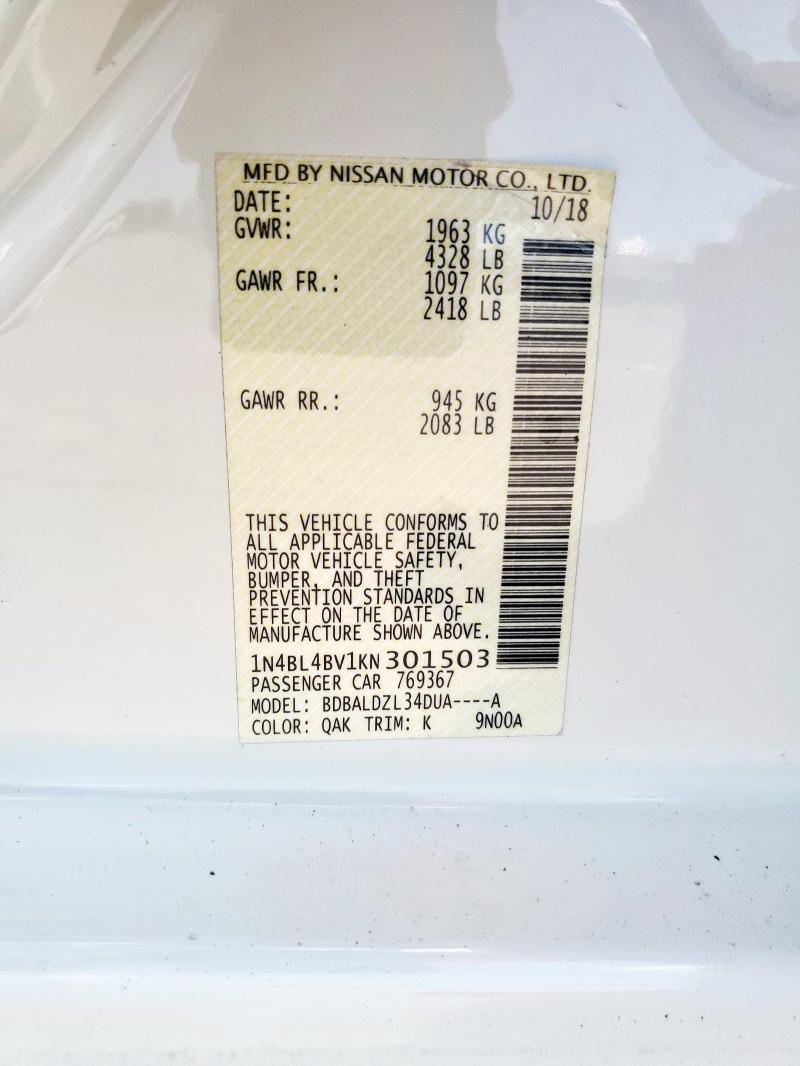 MFD BY NISSAN MOTOR CO., LTD.
DATE: 10/18
GVWR: 1963 KG
4328 LB
GAWR FR.: 1097 KG
2418 LB
GAWR RR.: 945 KG
2083 LB
THIS VEHICLE CONFORMS TO
ALL APPLICABLE FEDERAL
MOTOR VEHICLE SAFETY,
BUMPER, AND THEFT
PREVENTION STANDARDS IN
EFFECT ON THE DATE OF
MANUFACTURE SHOWN ABOVE.
1N4BL4BV1KN301503
PASSENGER CAR 769367
MODEL: BDBALDZL34DUA----A
COLOR: QAK TRIM: K 9N00A